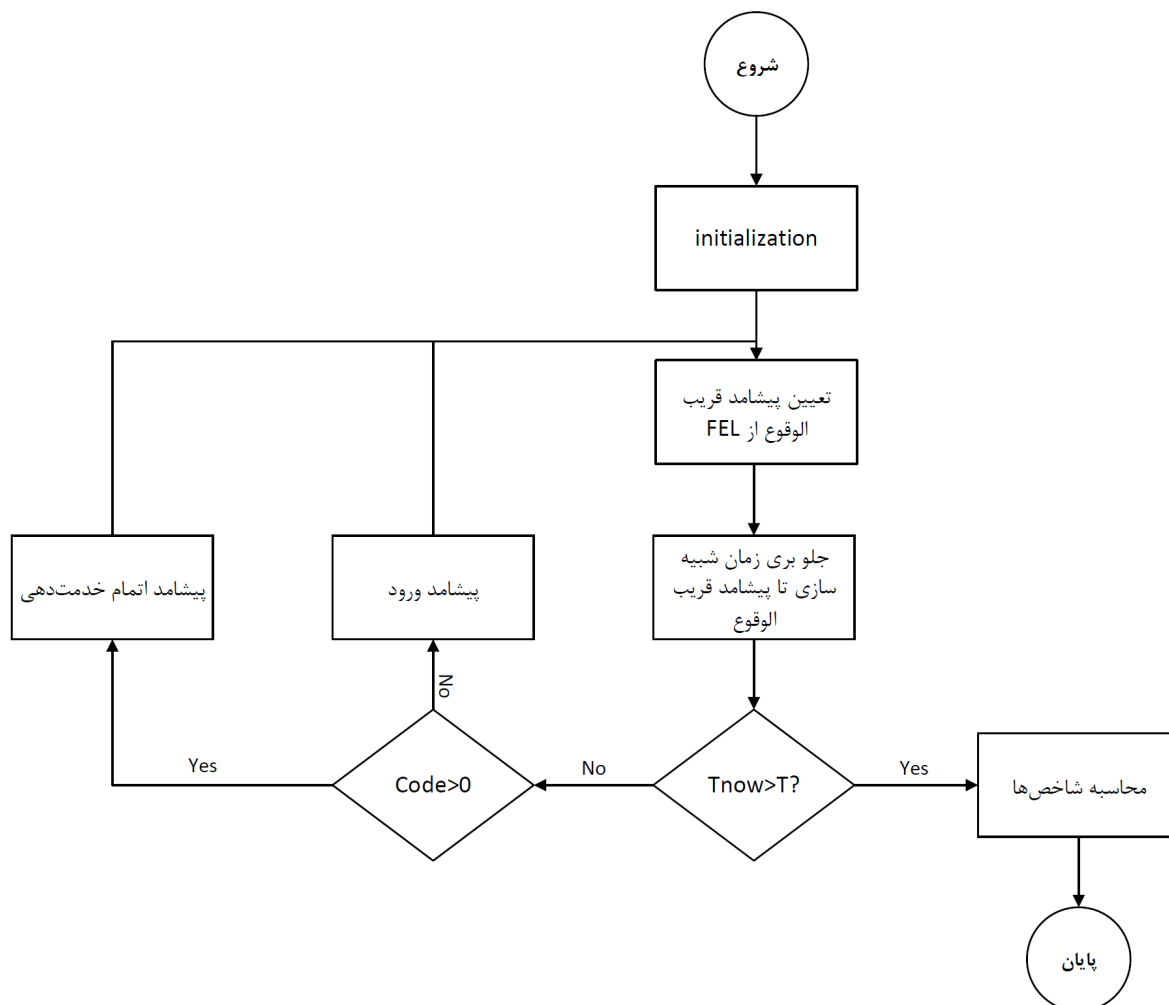 شروع
initialization
تعیین پیشامد قریب
الوقوع از FEL
جلو بری زمان شبیه
سازی تا پیشامد قریب
الوقوع
پیشامد ورود
پیشامد اتمام خدمت‌دهی
No
Tnow>T?
Yes
No
Code>0
Yes
محاسبه شاخص‌ها
پایان